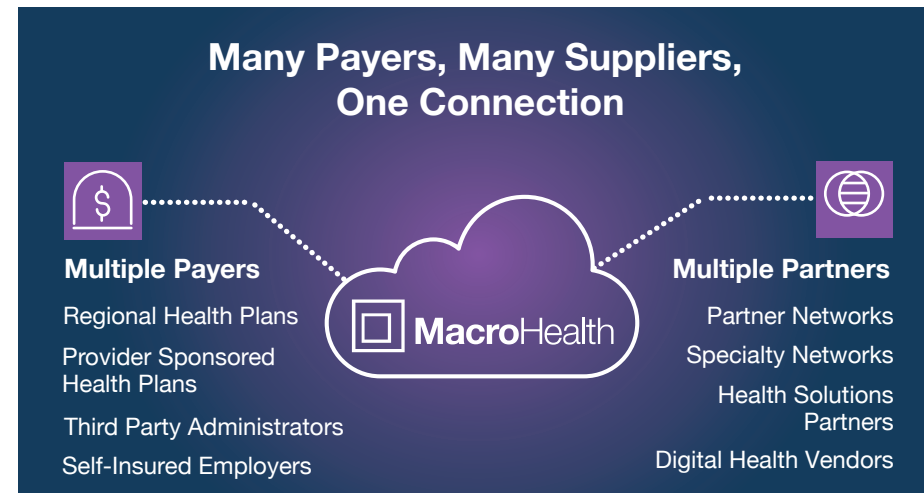 Many Payers, Many Suppliers,
One Connection
$
Multiple Payers
Regional Health Plans
Provider Sponsored
Health Plans
Third Party Administrators
Self-Insured Employers
MacroHealth
Multiple Partners
Partner Networks
Specialty Networks
Health Solutions
Partners
Digital Health Vendors